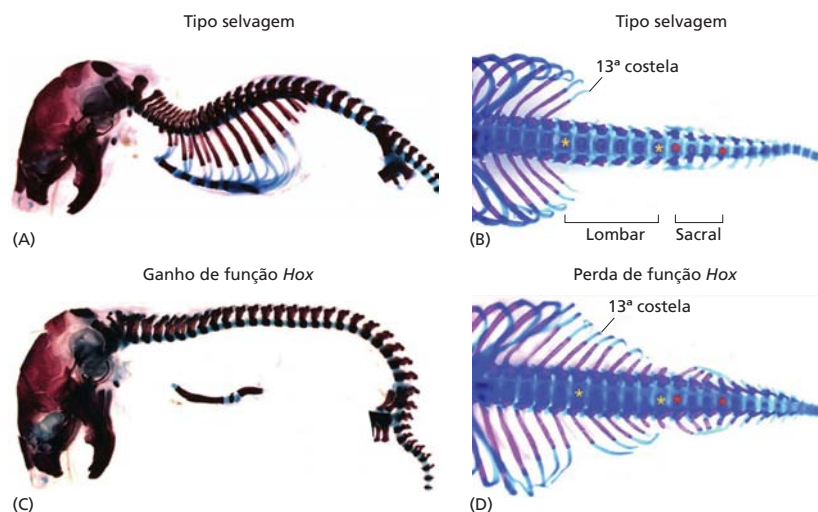 Tipo selvagem
Tipo selvagem
13ª costela
(A)
(B)
Lombar
Sacral
Ganho de função Hox
Perda de função Hox
13ª costela
(C)
(D)